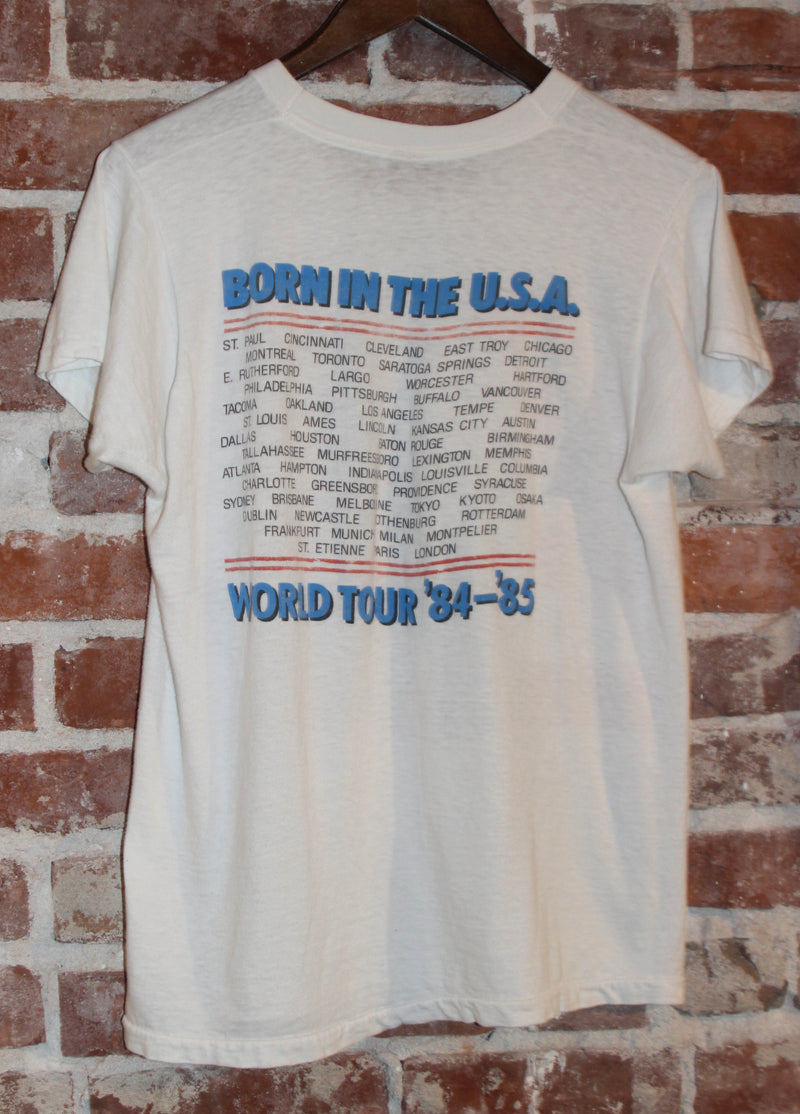 BORN IN THE U.S.A.
ST. PAUL CINCINNATI CLEVELAND EAST TROY CHICAGO
MONTREAL TORONTO SARATOGA SPRINGS DETROIT
E. RUTHERFORD LARGO WORCESTER HARTFORD
PHILADELPHIA PITTSBURGH BUFFALO VANCOUVER
TACOMA OAKLAND LOS ANGELES TEMPE DENVER
ST. LOUIS AMES LINCOLN KANSAS CITY AUSTIN
DALLAS HOUSTON BATON ROUGE BIRMINGHAM
TALLAHASSEE MURFREESBORO LEXINGTON MEMPHIS
ATLANTA HAMPTON INDIANAPOLIS LOUISVILLE COLUMBIA
CHARLOTTE GREENSBORO PROVIDENCE SYRACUSE
SYDNEY BRISBANE MELBOURNE TOKYO KYOTO OSAKA
DUBLIN NEWCASTLE OTHENBURG ROTTERDAM
FRANKFURT MUNICH MILAN MONTPELIER
ST. ETIENNE ARIS LONDON
WORLD TOUR '84–'85